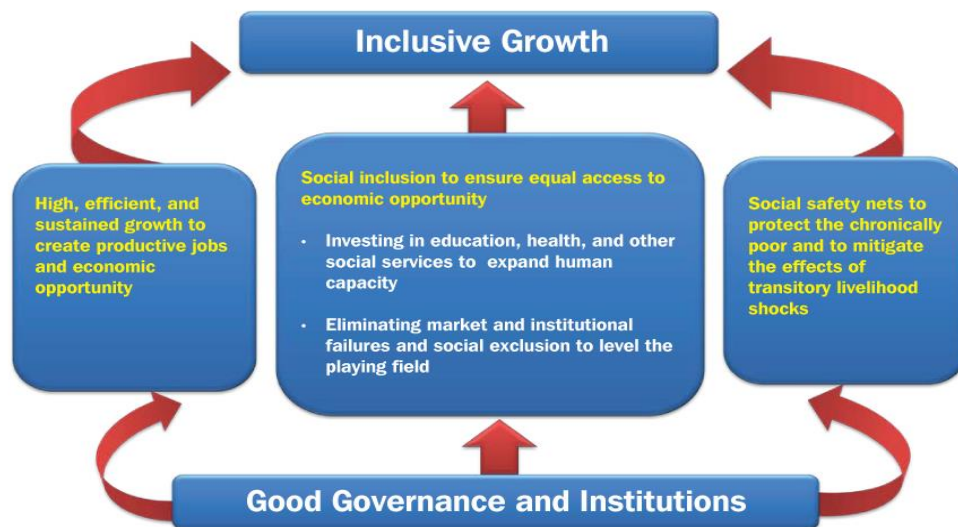 Inclusive Growth
High, efficient, and
sustained growth to
create productive jobs
and economic
opportunity
Social inclusion to ensure equal access to
economic opportunity
• Investing in education, health, and other
social services to expand human
capacity
• Eliminating market and institutional
failures and social exclusion to level the
playing field
Social safety nets to
protect the chronically
poor and to mitigate
the effects of
transitory livelihood
shocks
Good Governance and Institutions